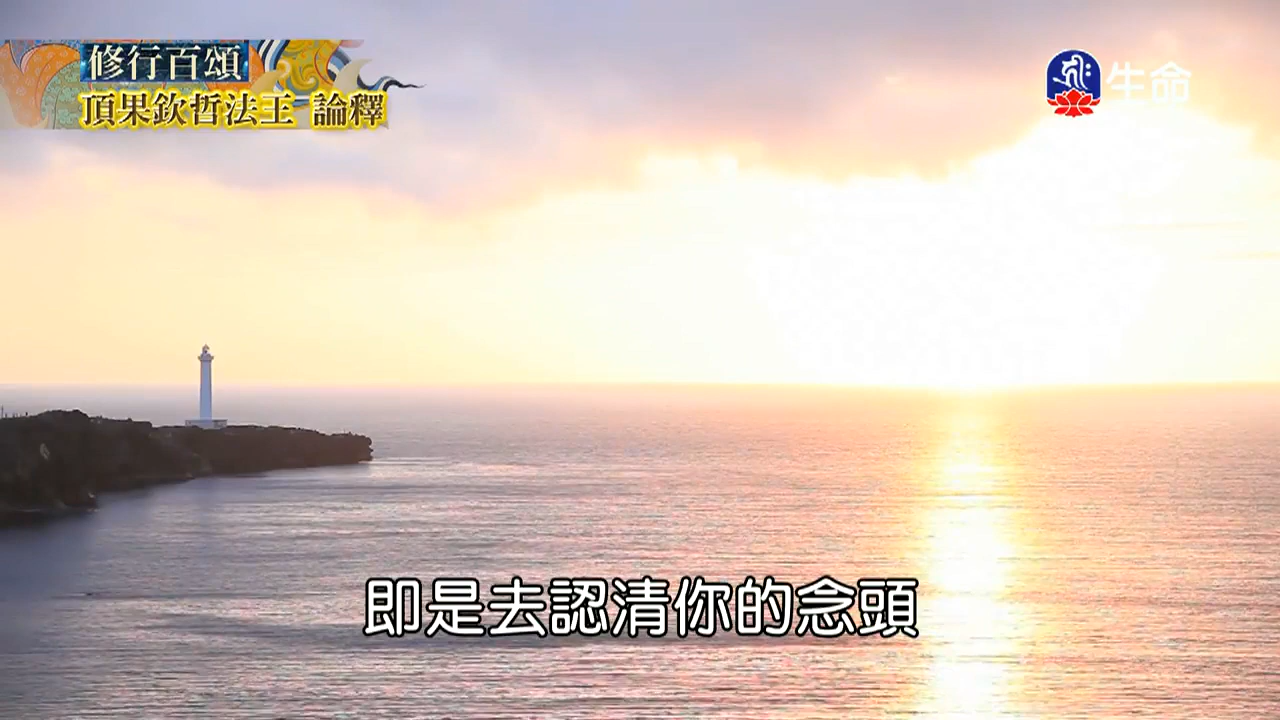 修行百頌
頂果欽哲法王 論釋
生命
即是去認清你的念頭